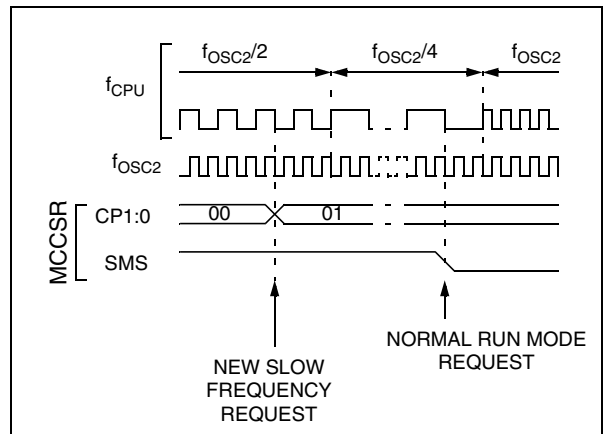 fOSC2/2 fOSC2/4 fOSC2
fCPU
fOSC2
MCCSR
CP1:0 00 01
SMS
NEW SLOW
FREQUENCY
REQUEST
NORMAL RUN MODE
REQUEST